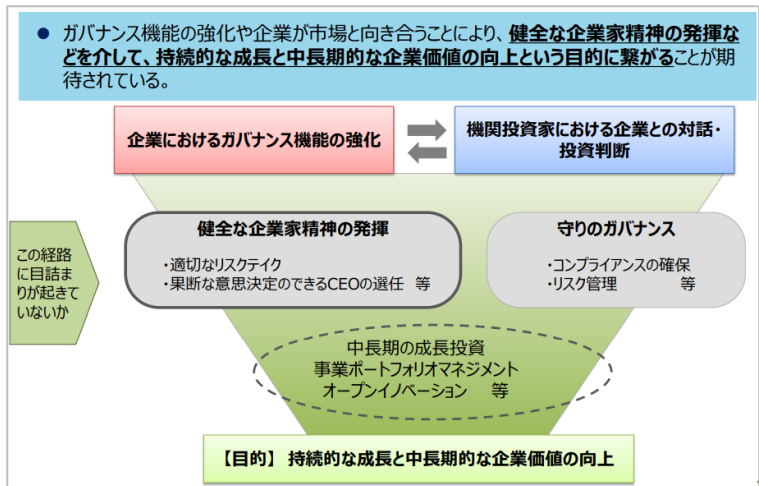 ● ガバナンス機能の強化や企業が市場と向き合うことにより、健全な企業家精神の発揮な
どを介して、持続的な成長と中長期的な企業価値の向上という目的に繋がることが期
待されている。
企業におけるガバナンス機能の強化
機関投資家における企業との対話・
投資判断
この経路
に目詰ま
りが起きて
いないか
健全な企業家精神の発揮
・適切なリスクテイク
・果断な意思決定のできるCEOの選任 等
守りのガバナンス
・コンプライアンスの確保
・リスク管理 等
中長期の成長投資
事業ポートフォリオマネジメント
オープンイノベーション 等
【目的】 持続的な成長と中長期的な企業価値の向上